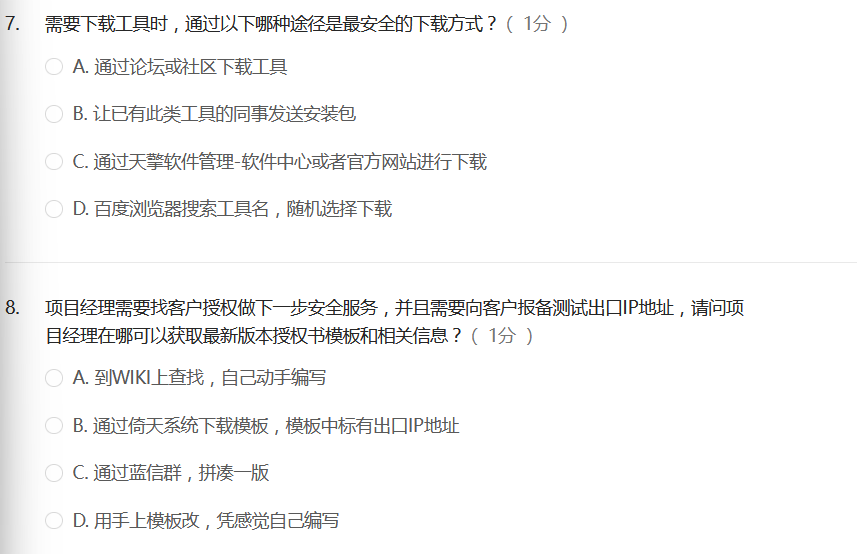 7. 需要下载工具时，通过以下哪种途径是最安全的下载方式？（ 1分 ）
A. 通过论坛或社区下载工具
B. 让已有此类工具的同事发送安装包
C. 通过天擎软件管理-软件中心或者官方网站进行下载
D. 百度浏览器搜索工具名，随机选择下载
8. 项目经理需要找客户授权做下一步安全服务，并且需要向客户报备测试出口IP地址，请问项
目经理在哪可以获取最新版本授权书模板和相关信息？（ 1分 ）
A. 到WIKI上查找，自己动手编写
B. 通过倚天系统下载模板，模板中标有出口IP地址
C. 通过蓝信群，拼凑一版
D. 用手上模板改，凭感觉自己编写